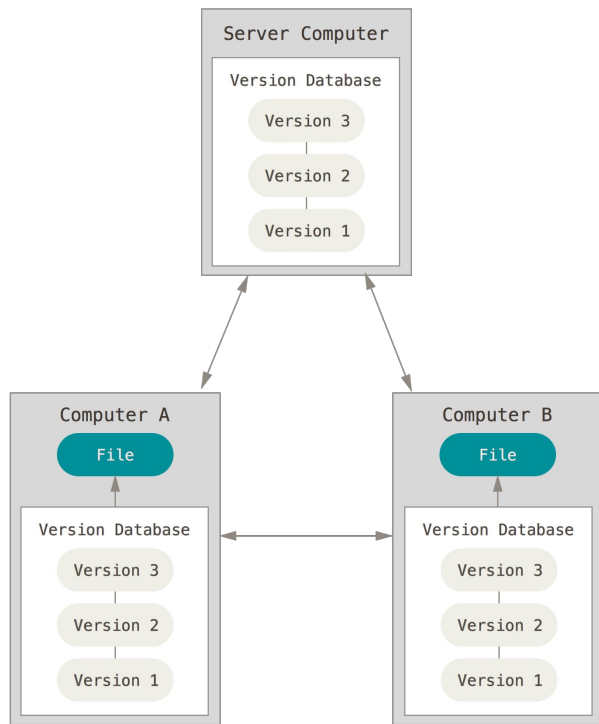 Server Computer
Version Database
Version 3
Version 2
Version 1
Computer A
File
Version Database
Version 3
Version 2
Version 1
Computer B
File
Version Database
Version 3
Version 2
Version 1